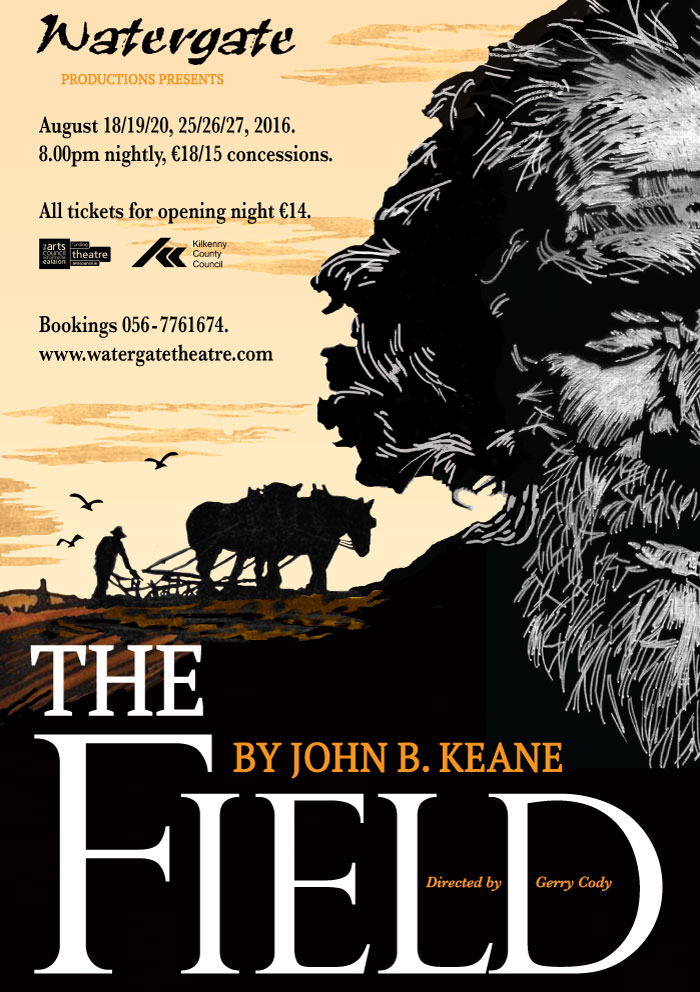 Watergate
PRODUCTIONS PRESENTS
August 18/19/20, 25/26/27, 2016.
8.00pm nightly, €18/15 concessions.
All tickets for opening night €14.
arts
council
ealaíon
funding
theatre
artscouncil.ie
Kilkenny
County
Council
Bookings 056-7761674.
www.watergatetheatre.com
THE
BY JOHN B. KEANE
FIELD
Directed by Gerry Cody